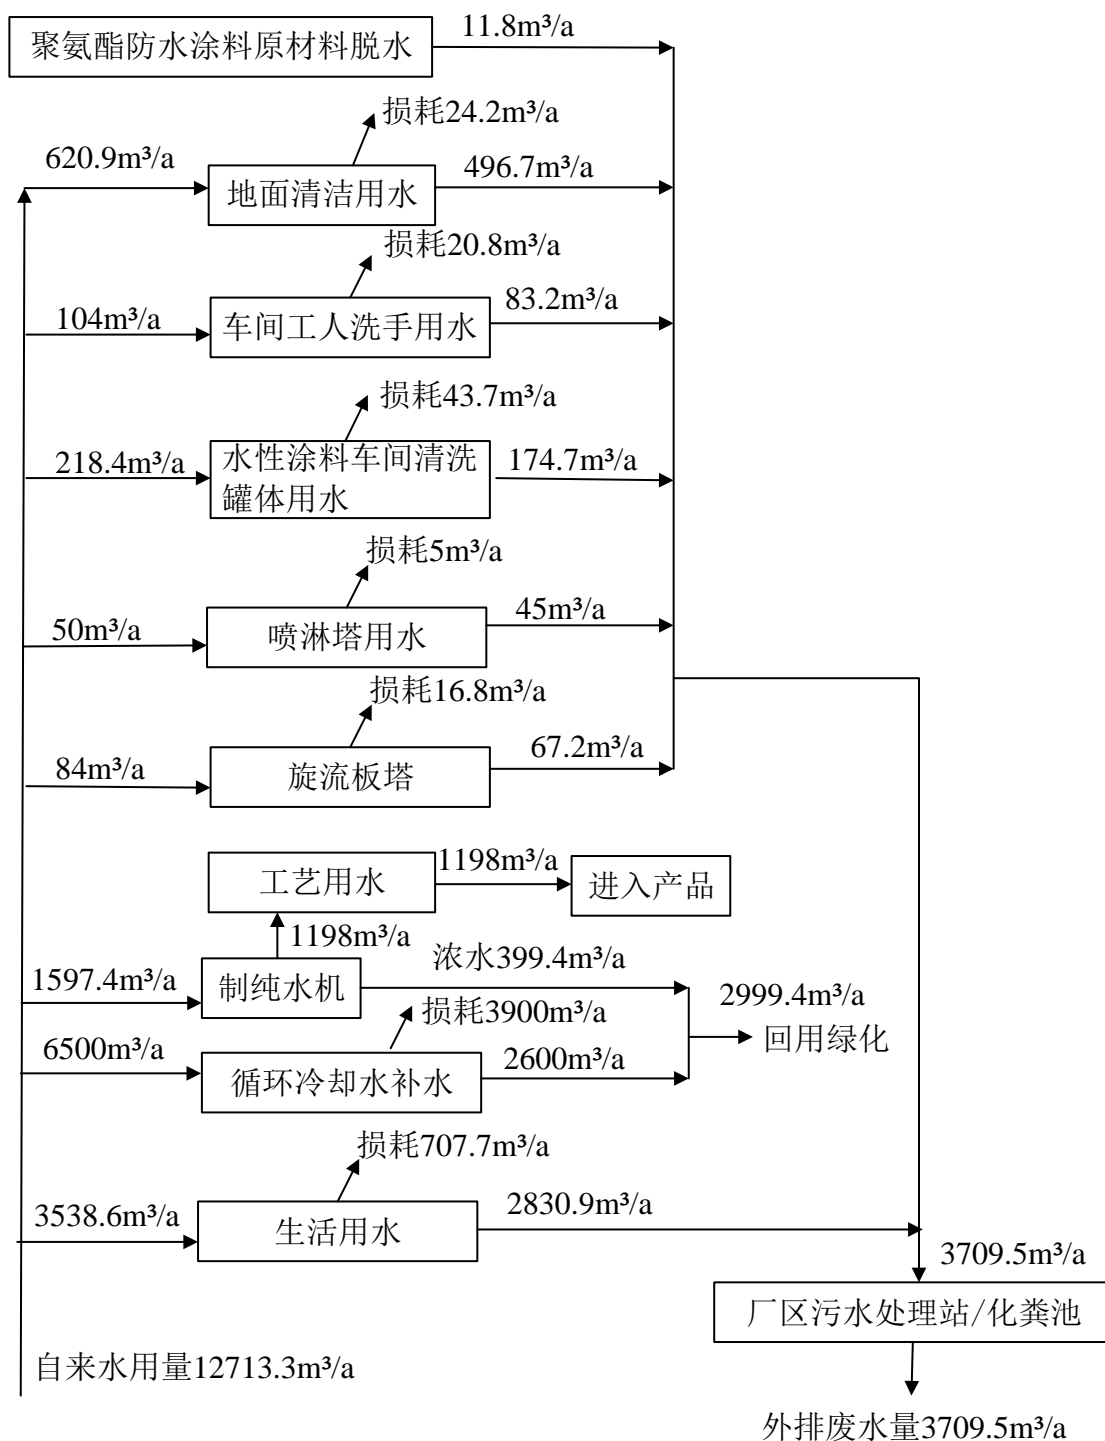 11.8m³/a
聚氨酯防水涂料原材料脱水
损耗24.2m³/a
620.9m³/a
496.7m³/a
地面清洁用水
损耗20.8m³/a
83.2m³/a
104m³/a
车间工人洗手用水
损耗43.7m³/a
水性涂料车间清洗
罐体用水
218.4m³/a
174.7m³/a
损耗5m³/a
45m³/a
50m³/a
喷淋塔用水
损耗16.8m³/a
67.2m³/a
84m³/a
旋流板塔
1198m³/a
工艺用水
进入产品
1198m³/a
浓水399.4m³/a
1597.4m³/a
制纯水机
2999.4m³/a
损耗3900m³/a
回用绿化
6500m³/a
2600m³/a
循环冷却水补水
损耗707.7m³/a
2830.9m³/a
3538.6m³/a
生活用水
3709.5m³/a
厂区污水处理站/化粪池
自来水用量12713.3m³/a
外排废水量3709.5m³/a